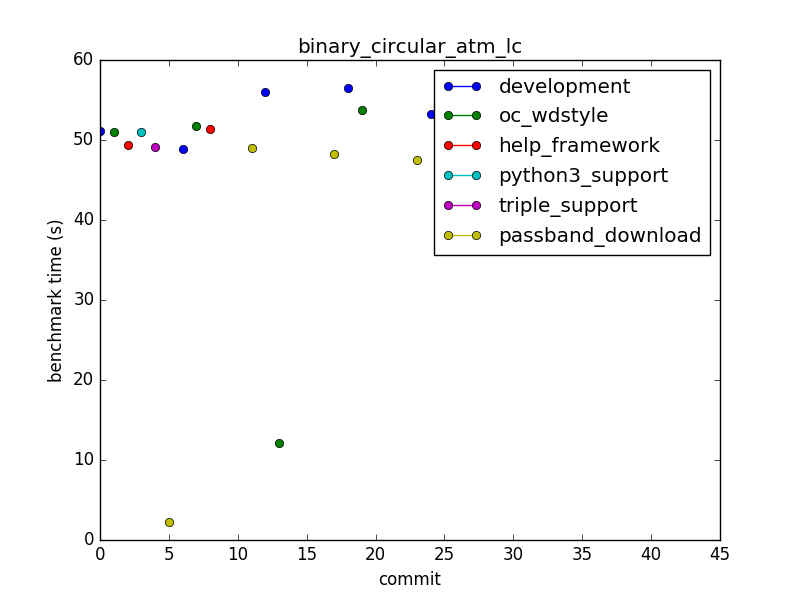 binary_circular_atm_lc
60
50
40
30
20
10
0
benchmark time (s)
development
oc_wdstyle
help_framework
python3_support
triple_support
passband_download
0 5 10 15 20 25 30 35 40 45
commit